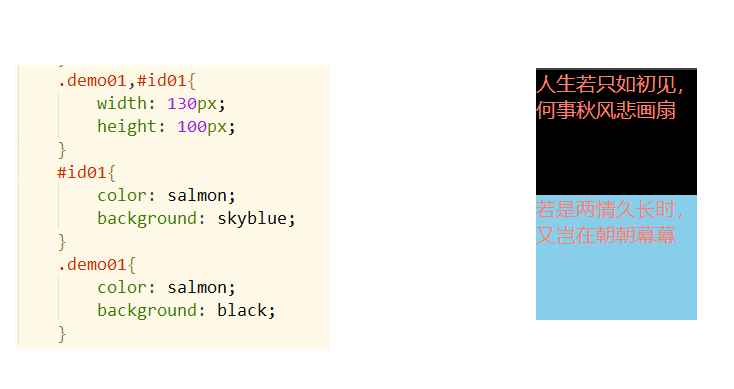 }
.demo01,#id01{
width: 130px;
height: 100px;
}
#id01{
color: salmon;
background: skyblue;
}
.demo01{
color: salmon;
background: black;
}
人生若只如初见，
何事秋风悲画扇
若是两情久长时，
又岂在朝朝幕幕